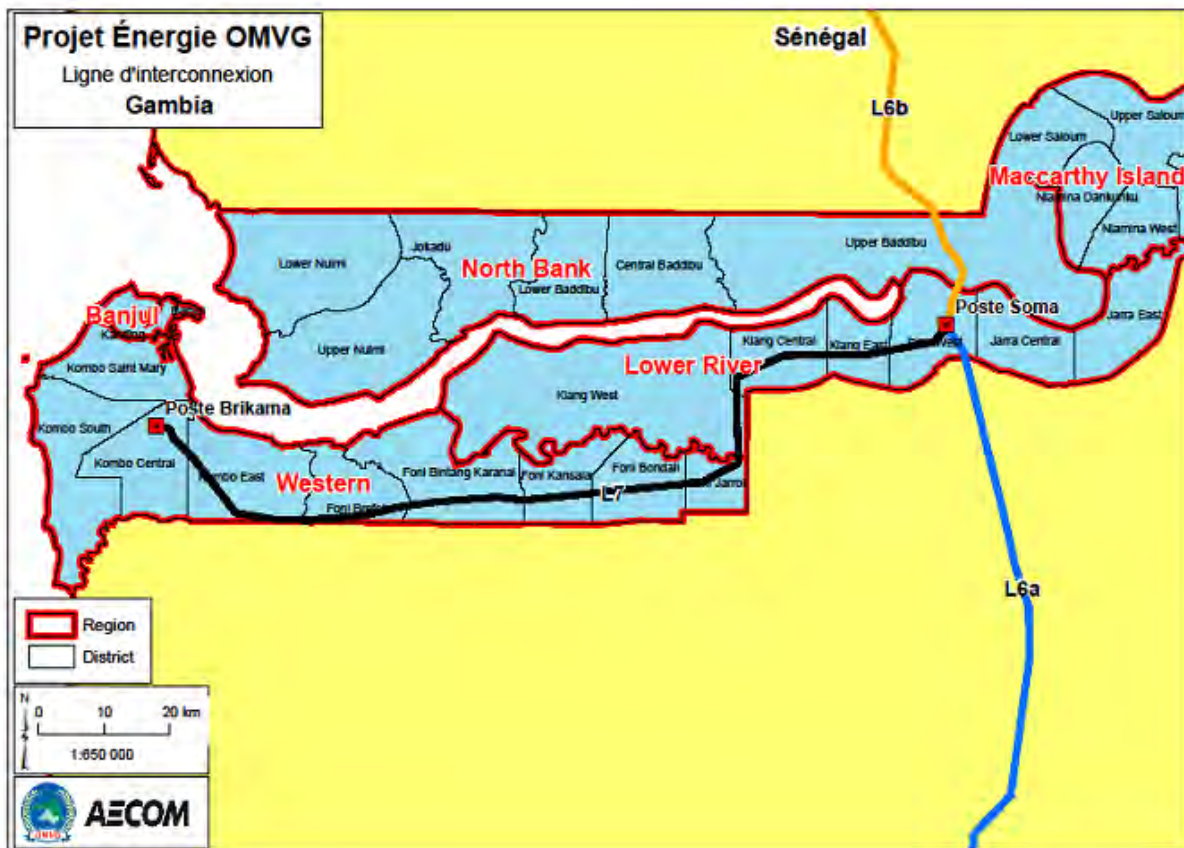 Projet Énergie OMVG
Ligne d'interconnexion
Gambia
Sénégal
L6b
Upper Saloum
Lower Saloum
Maccarthy Island
Niamina Dankunku
Niamina West
Jokadu
Upper Baddibu
Lower Nuimi
North Bank
Central Baddibu
Lower Baddibu
Banjul
Poste Soma
Jarra East
Upper Nuimi
Kiang Central
Kiang East
Jarra Central
Kombo Saint Mary
Lower River
Kiang West
Poste Brikama
Kombo South
Kombo Central
Kombo East
Western
Foni Bintang Karanai
Foni Kansala
Foni Bondali
Jarrol
L7
L6a
Region
District
N
0 10 20 km
1:650 000
OMVG
AECOM